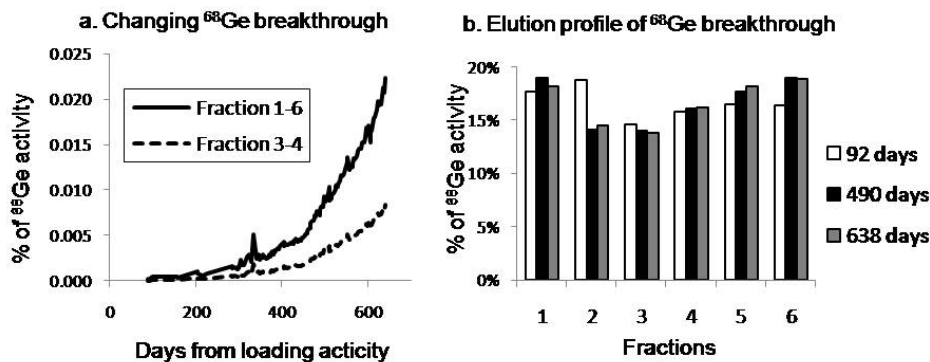 a. Changing ⁶⁸Ge breakthrough
% of ⁶⁸Ge activity
0.025
0.020
0.015
0.010
0.005
0.000
Fraction 1-6
Fraction 3-4
0
200
400
600
Days from loading acticity
b. Elution profile of ⁶⁸Ge breakthrough
% of ⁶⁸Ge activity
20%
15%
10%
5%
0%
1
2
3
4
5
6
Fractions
92 days
490 days
638 days